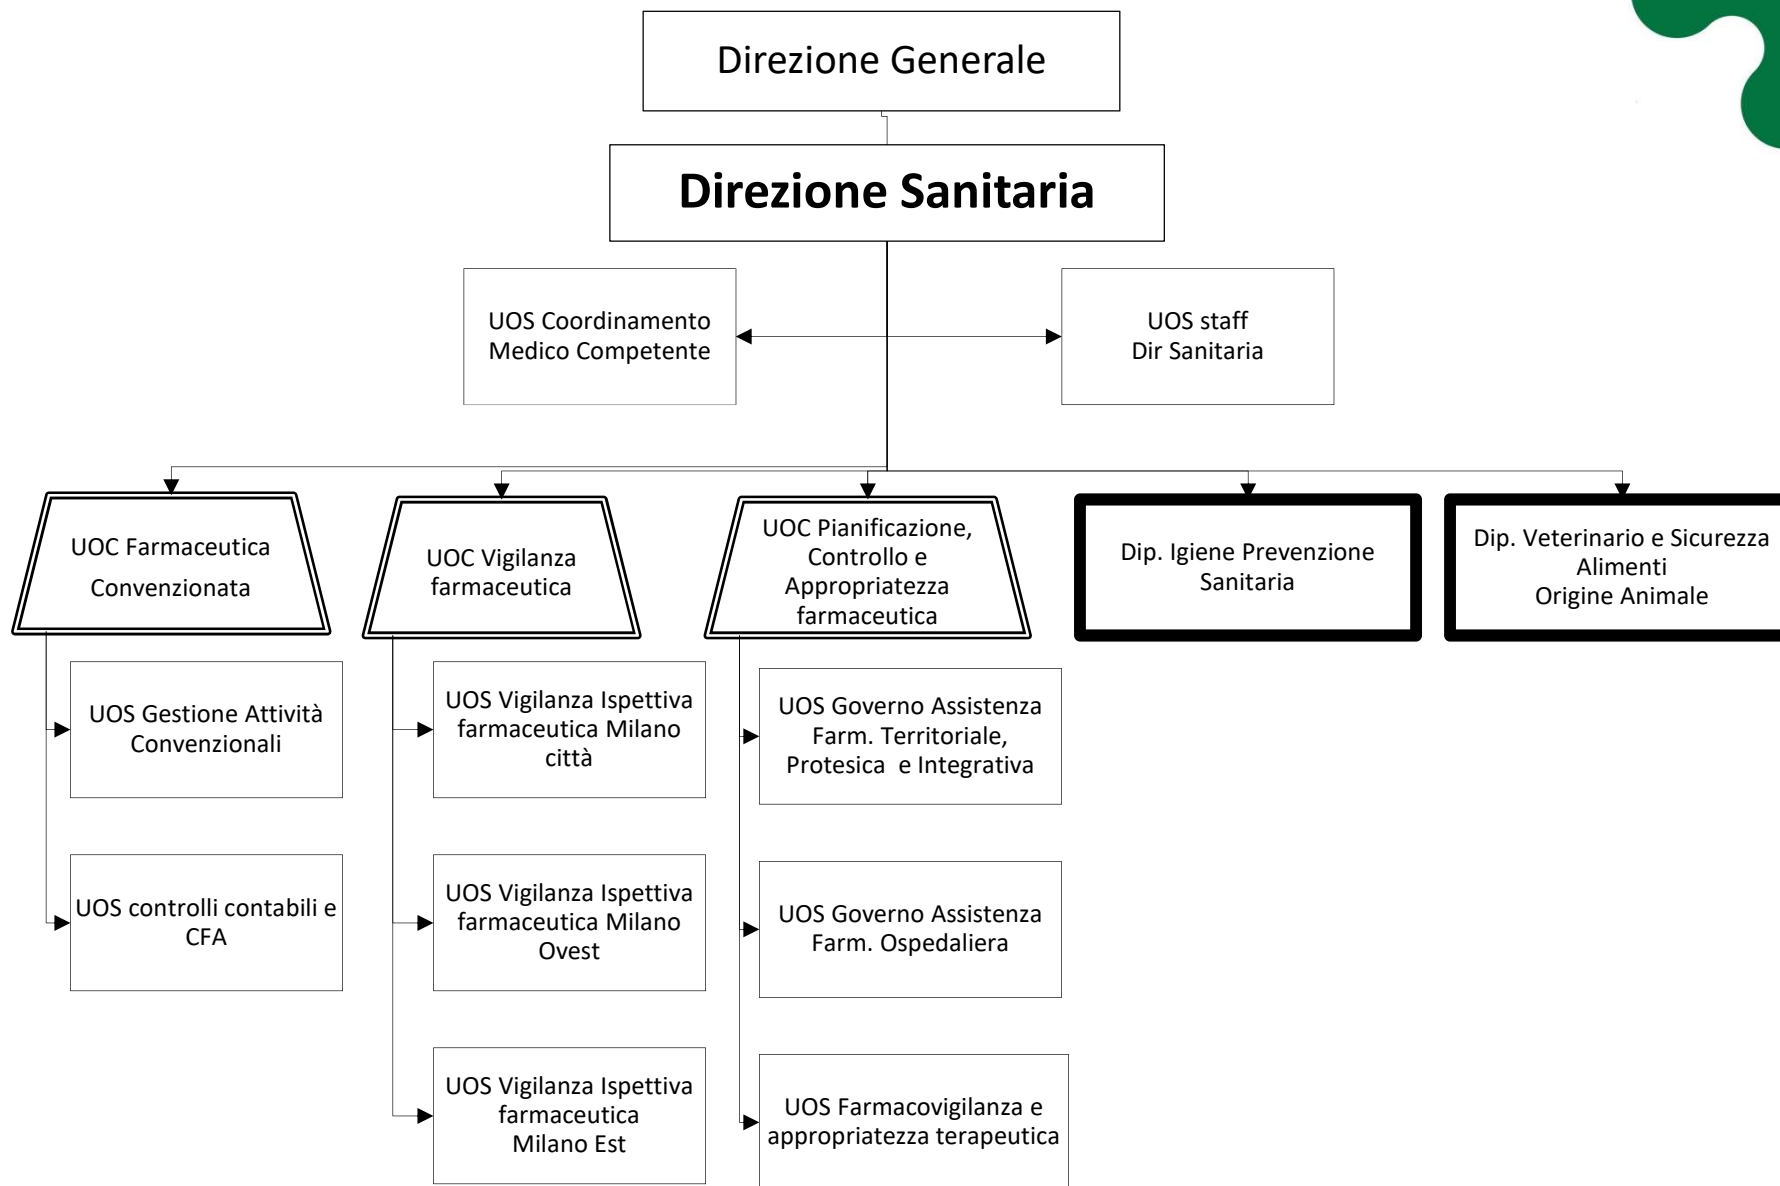 Direzione Generale
Direzione Sanitaria
UOS Coordinamento
Medico Competente
UOS staff
Dir Sanitaria
UOC Farmaceutica
Convenzionata
UOC Vigilanza
farmaceutica
UOC Pianificazione,
Controllo e
Appropriatezza
farmaceutica
Dip. Igiene Prevenzione
Sanitaria
Dip. Veterinario e Sicurezza
Alimenti
Origine Animale
UOS Gestione Attività
Convenzionali
UOS controlli contabili e
CFA
UOS Vigilanza Ispettiva
farmaceutica Milano
città
UOS Vigilanza Ispettiva
farmaceutica Milano
Ovest
UOS Vigilanza Ispettiva
farmaceutica
Milano Est
UOS Governo Assistenza
Farm. Territoriale,
Protesica e Integrativa
UOS Governo Assistenza
Farm. Ospedaliera
UOS Farmacovigilanza e
appropriatezza terapeutica